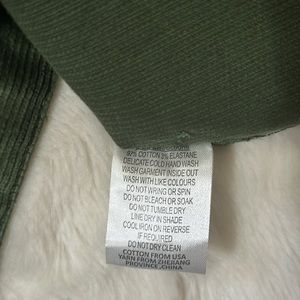 97% COTTON 3% ELASTANE
DELICATE COLD HAND WASH
WASH GARMENT INSIDE OUT
WASH WITH LIKE COLOURS
DO NOT WRING OR SPIN
DO NOT BLEACH OR SOAK
DO NOT TUMBLE DRY
LINE DRY IN SHADE
COOL IRON ON REVERSE
IF REQUIRED
DO NOT DRY CLEAN
COTTON FROM USA
YARN FROM ZHEJIANG
PROVINCE, CHINA